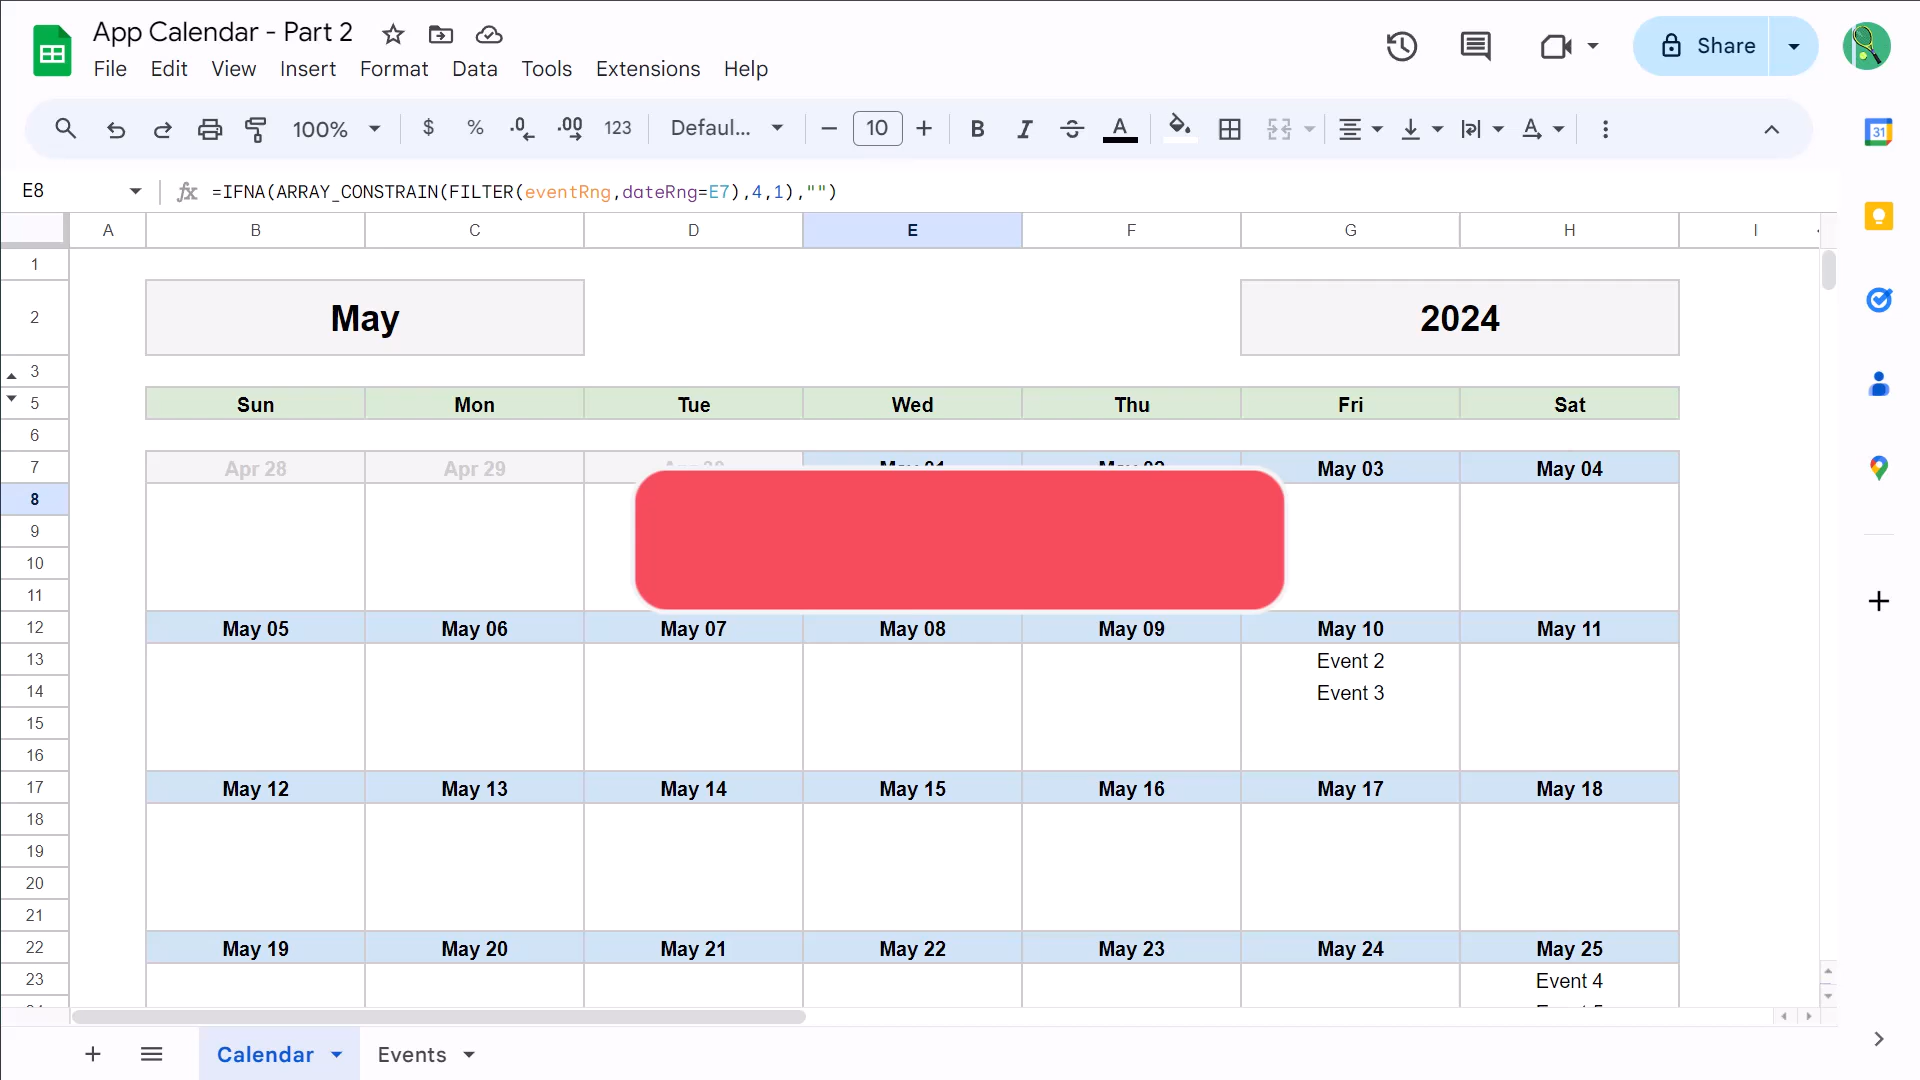 App Calendar - Part 2
File Edit View Insert Format Data Tools Extensions Help
Share
100% $ % .0 .00 123 Defaul... 10 B I A
E8 fx =IFNA(ARRAY_CONSTRAIN(FILTER(eventRng,dateRng=E7),4,1),"")
A B C D E F G H I
1
2 May 2024
3
5 Sun Mon Tue Wed Thu Fri Sat
6
7 Apr 28 Apr 29 May 03 May 04
8
9
10
11
12 May 05 May 06 May 07 May 08 May 09 May 10 May 11
13 Event 2
14 Event 3
15
16
17 May 12 May 13 May 14 May 15 May 16 May 17 May 18
18
19
20
21
22 May 19 May 20 May 21 May 22 May 23 May 24 May 25
23 Event 4
Calendar Events
31